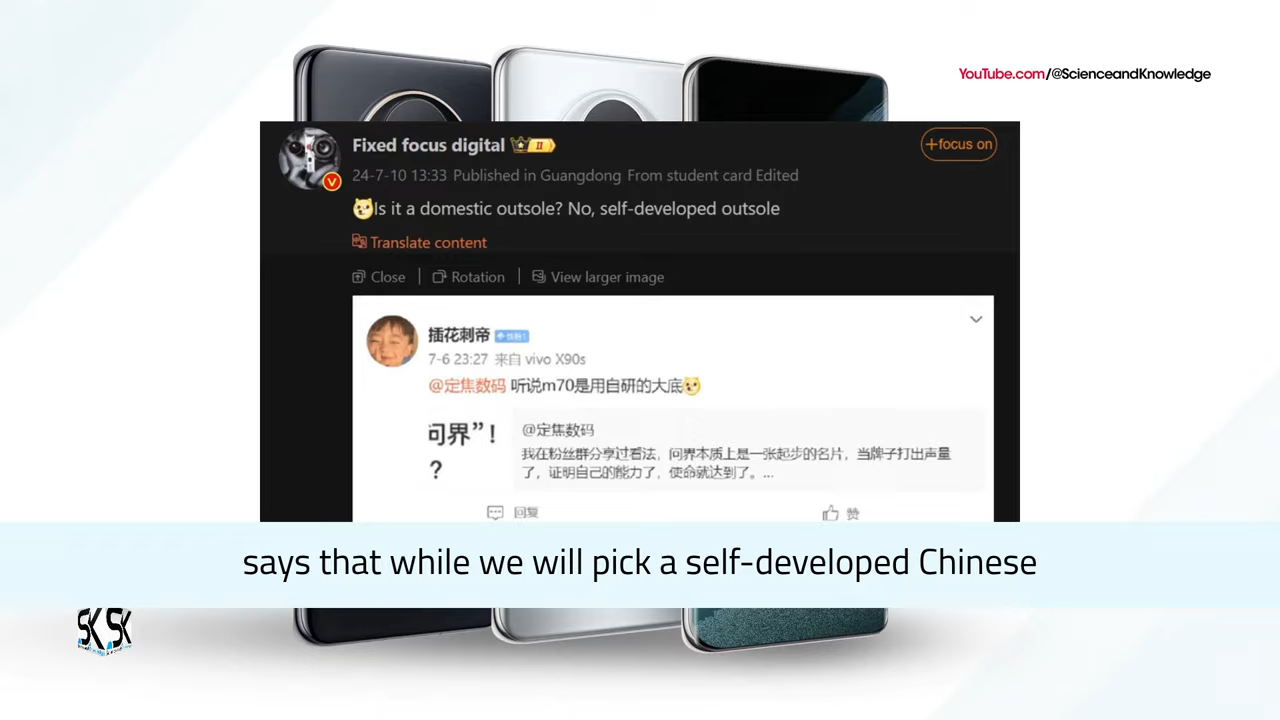 YouTube.com/@ScienceandKnowledge
Fixed focus digital II
+focus on
24-7-10 13:33 Published in Guangdong From student card Edited
Is it a domestic outsole? No, self-developed outsole
Translate content
Close | Rotation | View larger image
插花刺帝
7-6 23:27 来自 vivo X90s
@定焦数码 听说m70是用自研的大底
问界”！
？
@定焦数码
我在粉丝群分享过看法，问界本质上是一张起步的名片，当牌子打出声量
了，证明自己的能力了，使命就达到了。...
回复
赞
says that while we will pick a self-developed Chinese
SK SK